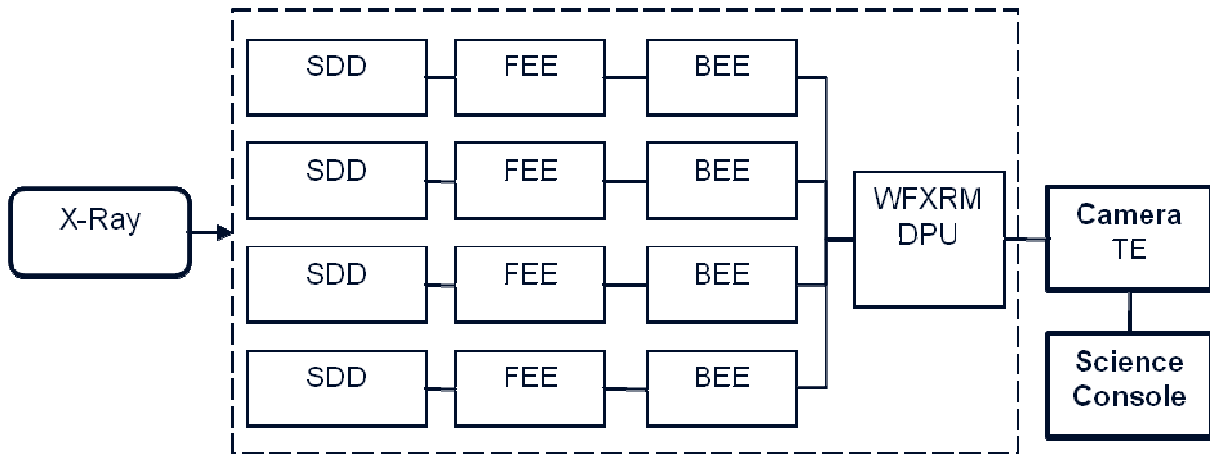 SDD FEE BEE
SDD FEE BEE
X-Ray
WFXRM
DPU
Camera
TE
SDD FEE BEE
SDD FEE BEE
Science
Console